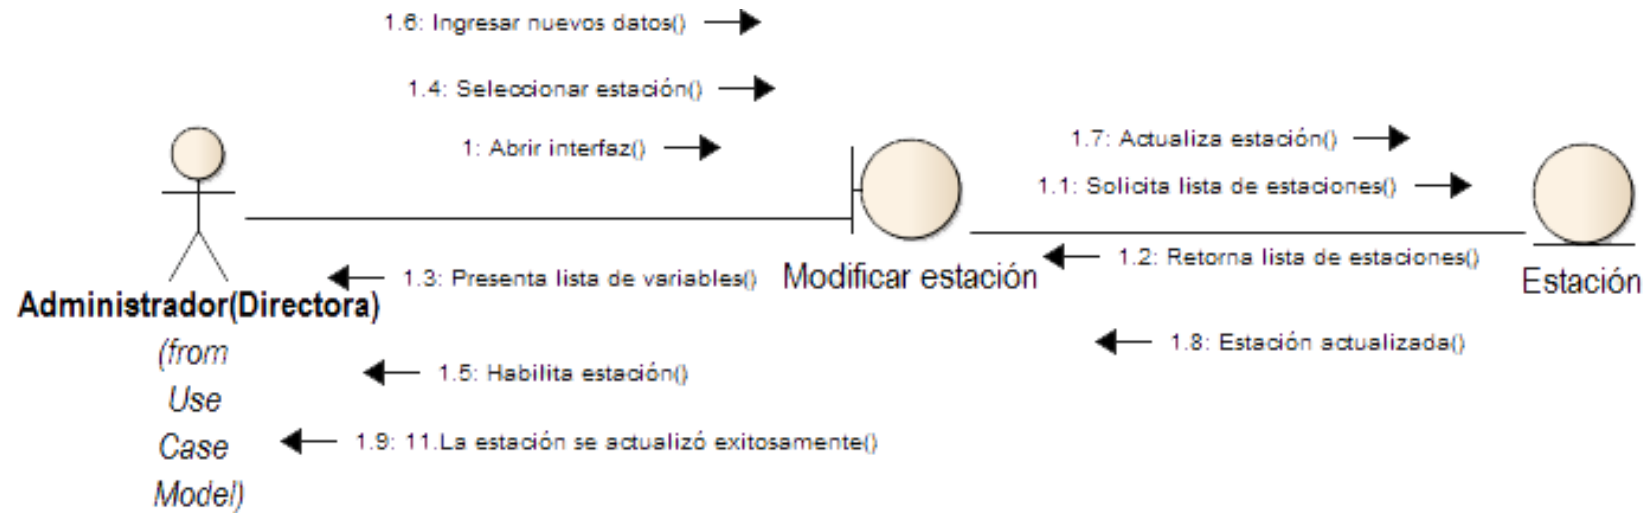 1.6: Ingresar nuevos datos()
1.4: Seleccionar estación()
1: Abrir interfaz()
1.7: Actualiza estación()
1.1: Solicita lista de estaciones()
1.2: Retorna lista de estaciones()
1.3: Presenta lista de variables()
Modificar estación
Estación
Administrador(Directora)
(from
Use
Case
Model)
1.8: Estación actualizada()
1.5: Habilita estación()
1.9: 11.La estación se actualizó exitosamente()